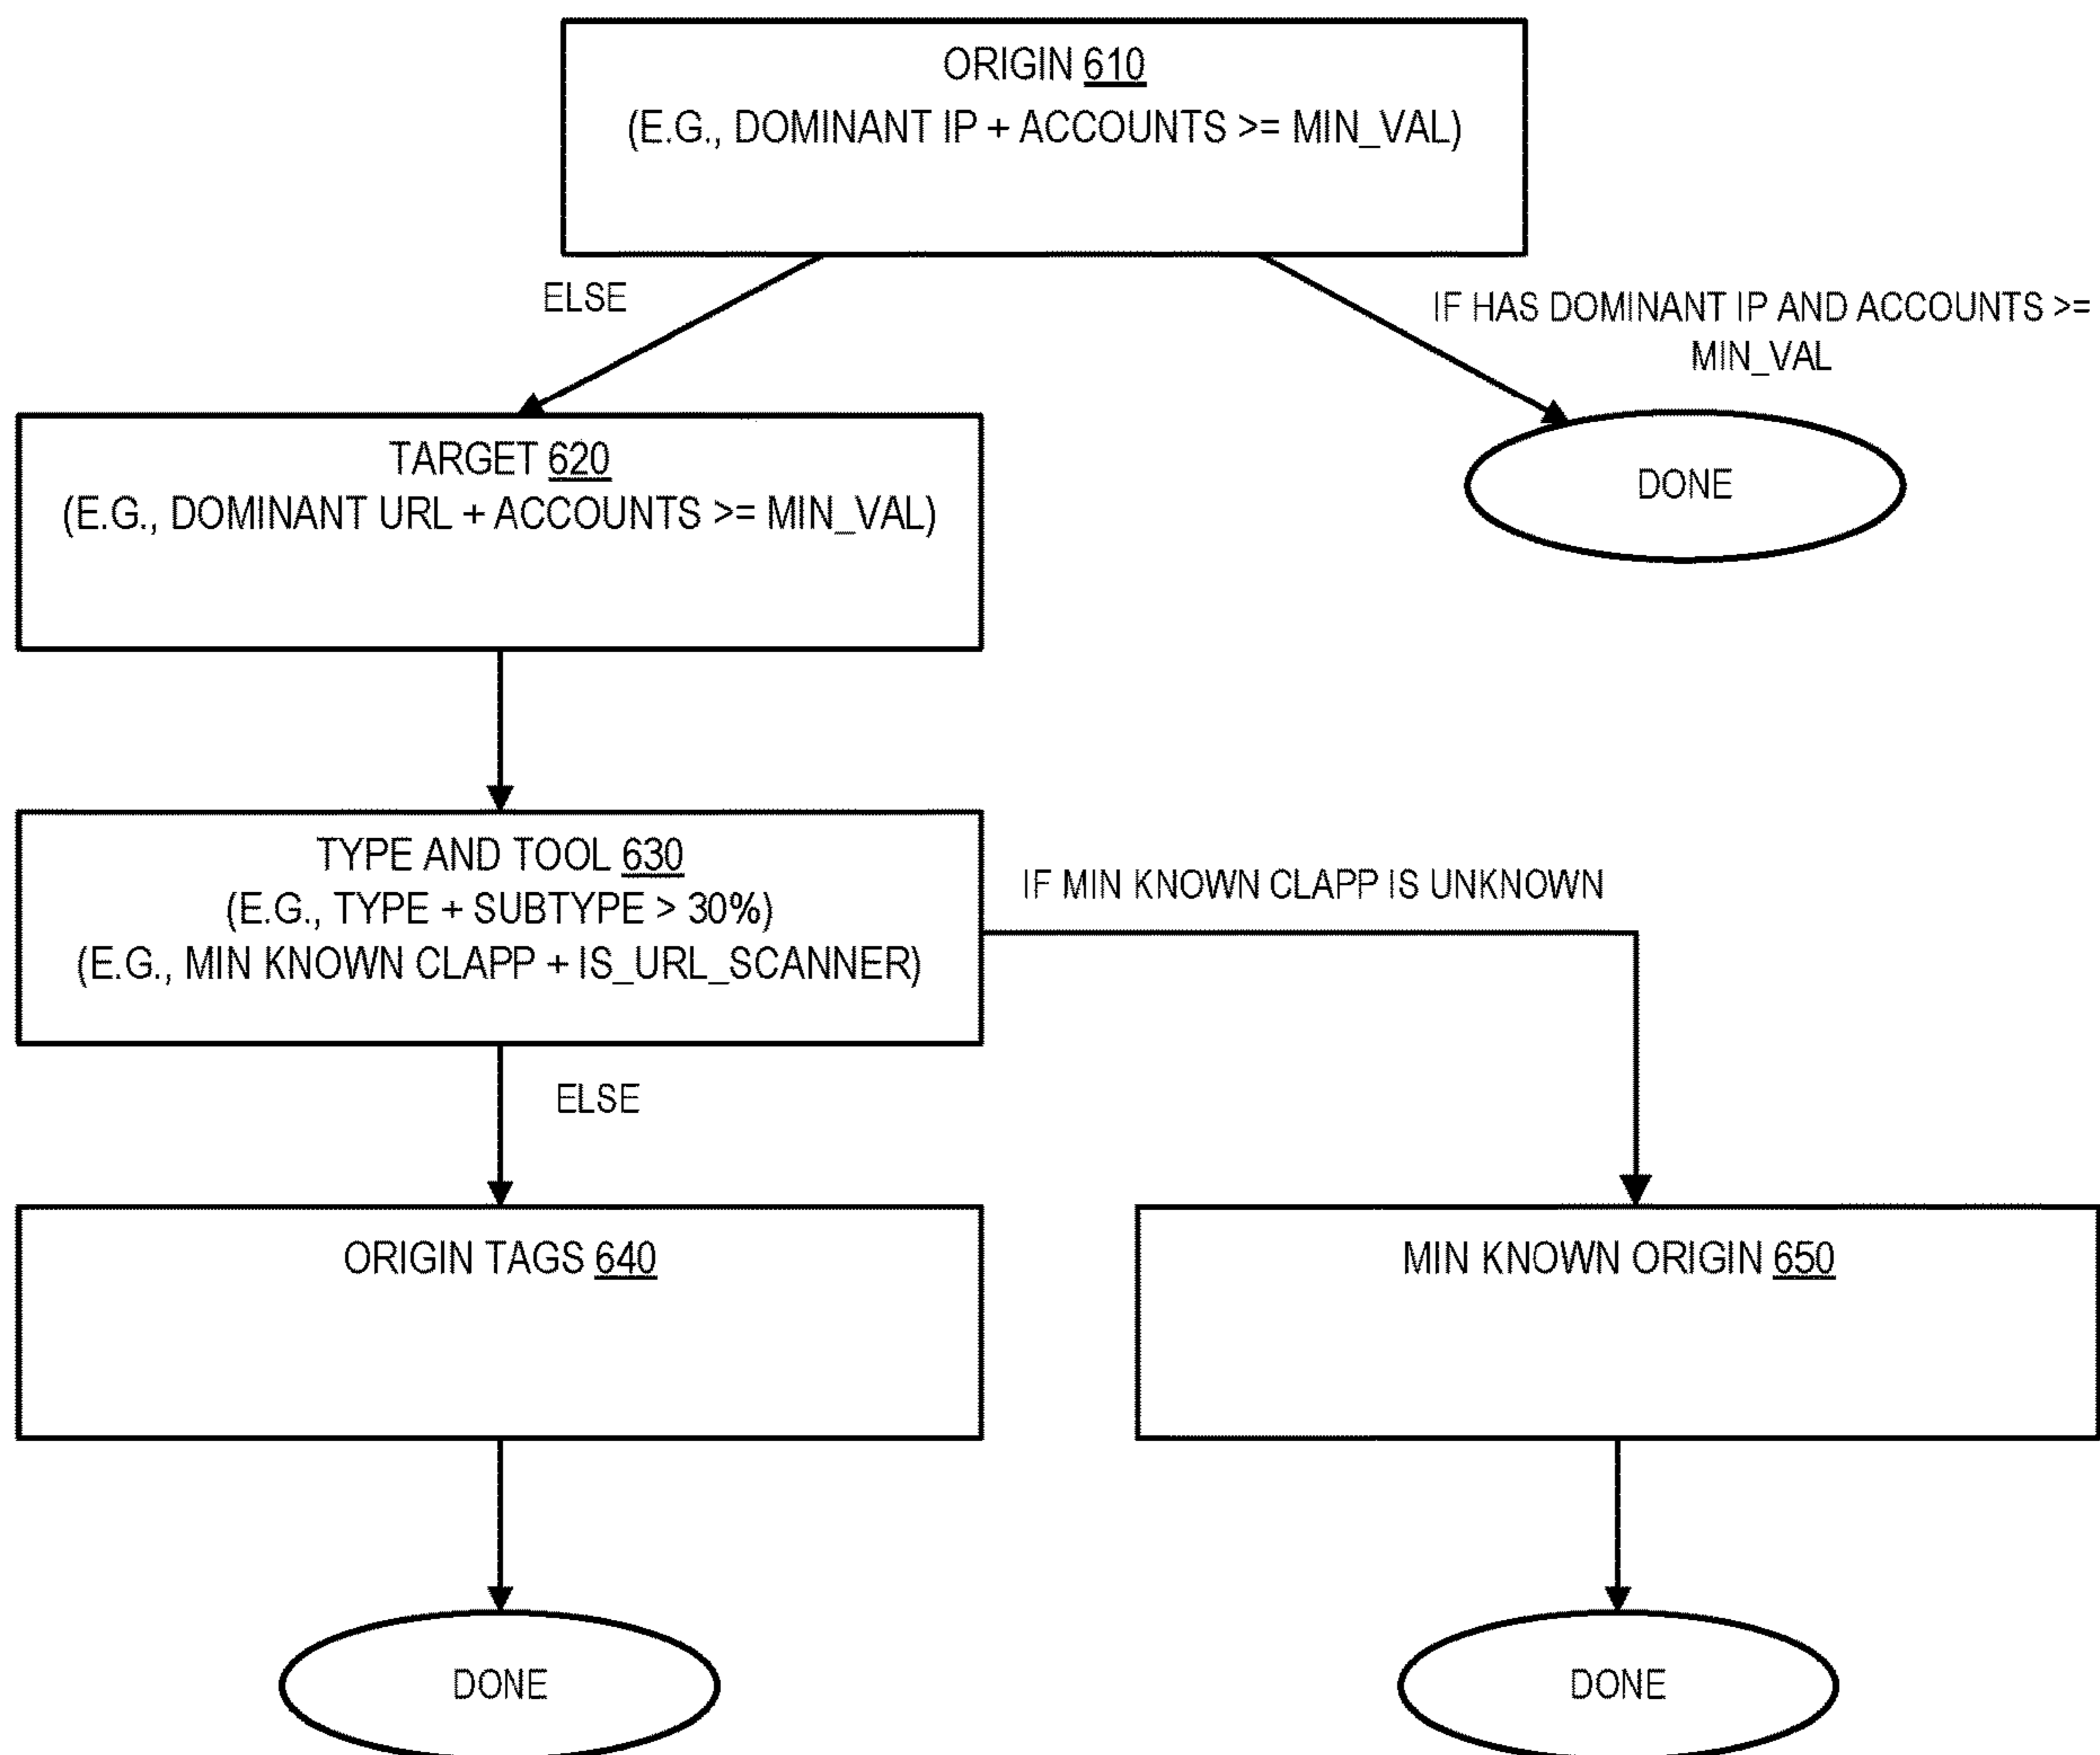 ORIGIN 610
(E.G., DOMINANT IP + ACCOUNTS >= MIN_VAL)
ELSE
IF HAS DOMINANT IP AND ACCOUNTS >=
MIN_VAL
TARGET 620
(E.G., DOMINANT URL + ACCOUNTS >= MIN_VAL)
DONE
TYPE AND TOOL 630
(E.G., TYPE + SUBTYPE > 30%)
(E.G., MIN KNOWN CLAPP + IS_URL_SCANNER)
IF MIN KNOWN CLAPP IS UNKNOWN
ELSE
ORIGIN TAGS 640
MIN KNOWN ORIGIN 650
DONE
DONE